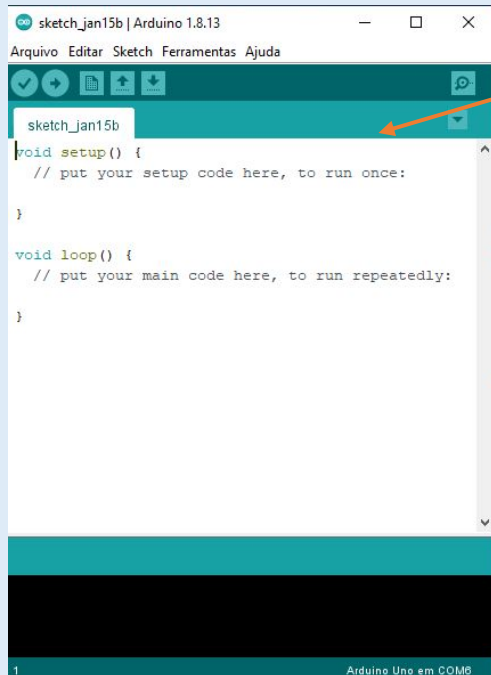 sketch_jan15b | Arduino 1.8.13
Arquivo Editar Sketch Ferramentas Ajuda
sketch_jan15b
void setup() {
// put your setup code here, to run once:
}
void loop() {
// put your main code here, to run repeatedly:
}
1
Arduino Uno em COM6